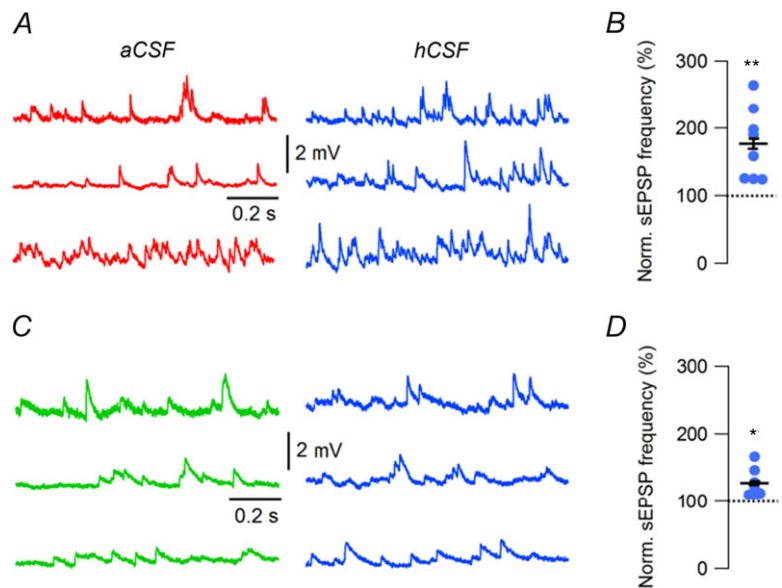 A
aCSF
hCSF
2 mV
0.2 s
B
**
Norm. sEPSP frequency (%)
300
200
100
0
C
2 mV
0.2 s
D
*
Norm. sEPSP frequency (%)
300
200
100
0